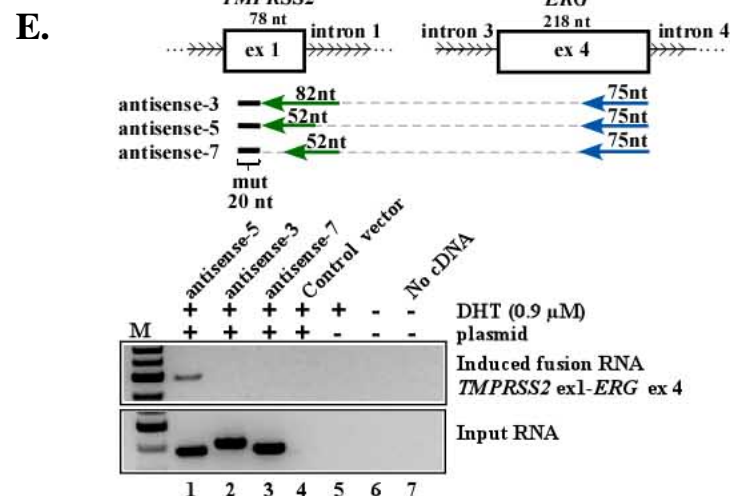 E.
TMPRSS2
ERG
78 nt
intron 1
intron 3
218 nt
intron 4
ex 1
ex 4
antisense-3
82nt
75nt
antisense-5
52nt
75nt
antisense-7
52nt
75nt
mut
20 nt
antisense-5
antisense-3
antisense-7
Control vector
No cDNA
+ + + + + - - DHT (0.9 µM)
M + + + + - - - plasmid
Induced fusion RNA
TMPRSS2 ex1-ERG ex 4
Input RNA
1 2 3 4 5 6 7